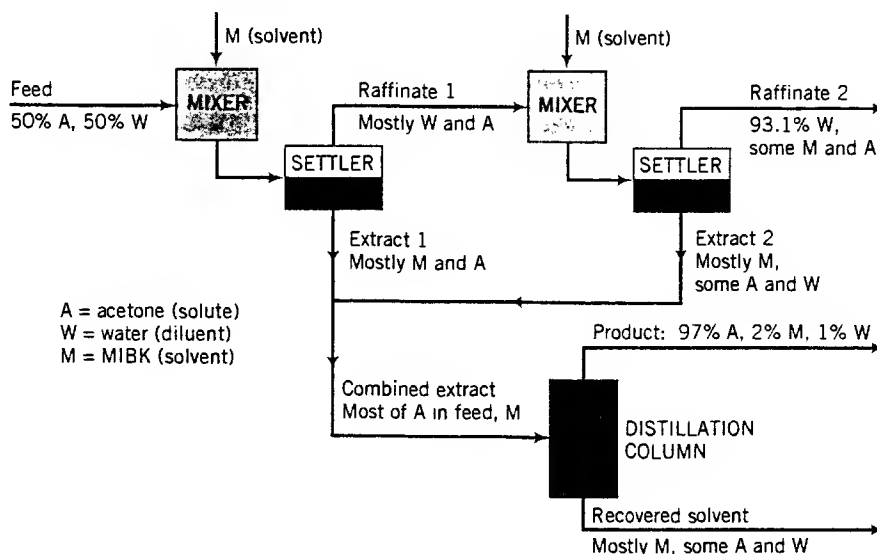 M (solvent)
M (solvent)
Feed
50% A, 50% W
MIXER
Raffinate 1
Mostly W and A
MIXER
Raffinate 2
93.1% W,
some M and A
SETTLER
SETTLER
Extract 1
Mostly M and A
Extract 2
Mostly M,
some A and W
A = acetone (solute)
W = water (diluent)
M = MIBK (solvent)
Product: 97% A, 2% M, 1% W
Combined extract
Most of A in feed, M
DISTILLATION
COLUMN
Recovered solvent
Mostly M, some A and W